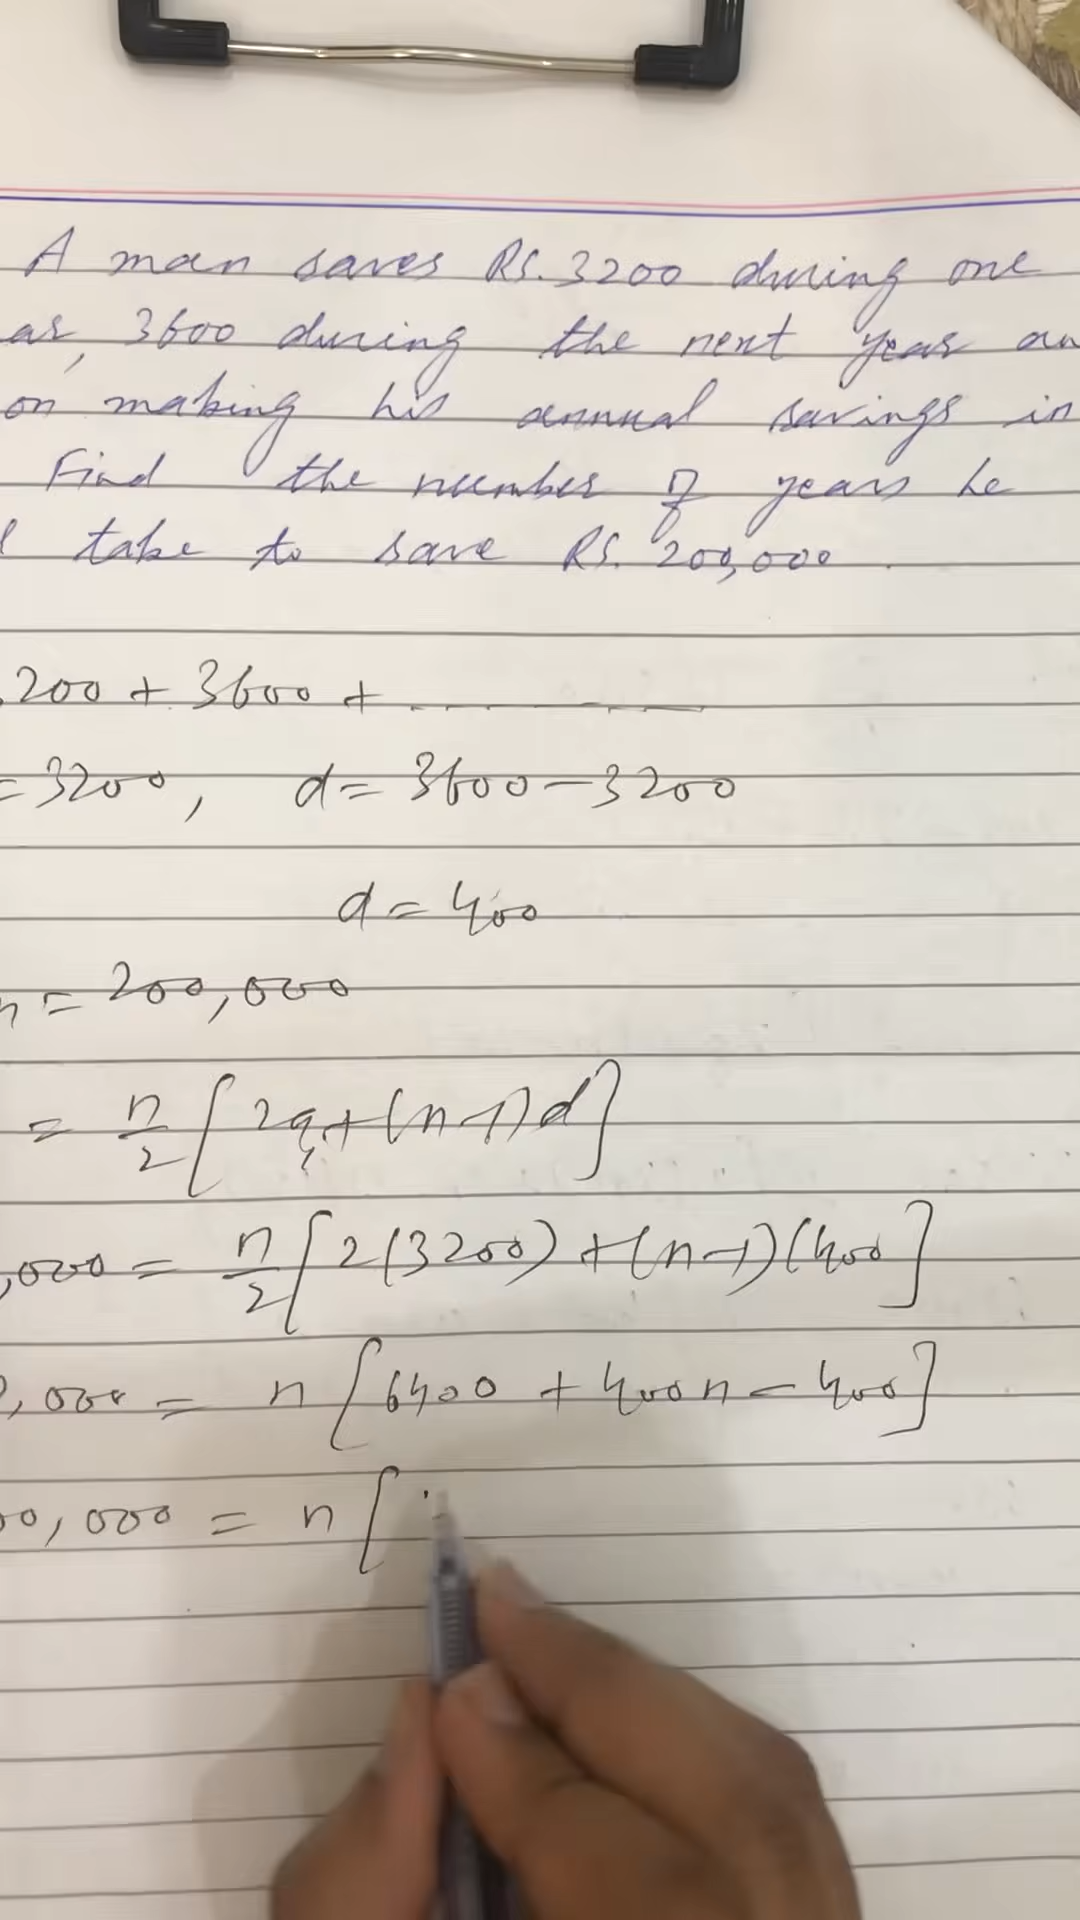 A man saves Rs. 3200 during one
ar, 3600 during the next year an
on making his annual savings in
Find the number of years he
l take to save Rs. 200,000.
200 + 3600 + ..........
= 3200, d = 3600 - 3200
d = 400
n = 200,000
= n/2 [2a₁ + (n-1)d]
,000 = n/2 [2(3200) + (n-1)(400]
0,000 = n [6400 + 400n - 400]
00,000 = n [